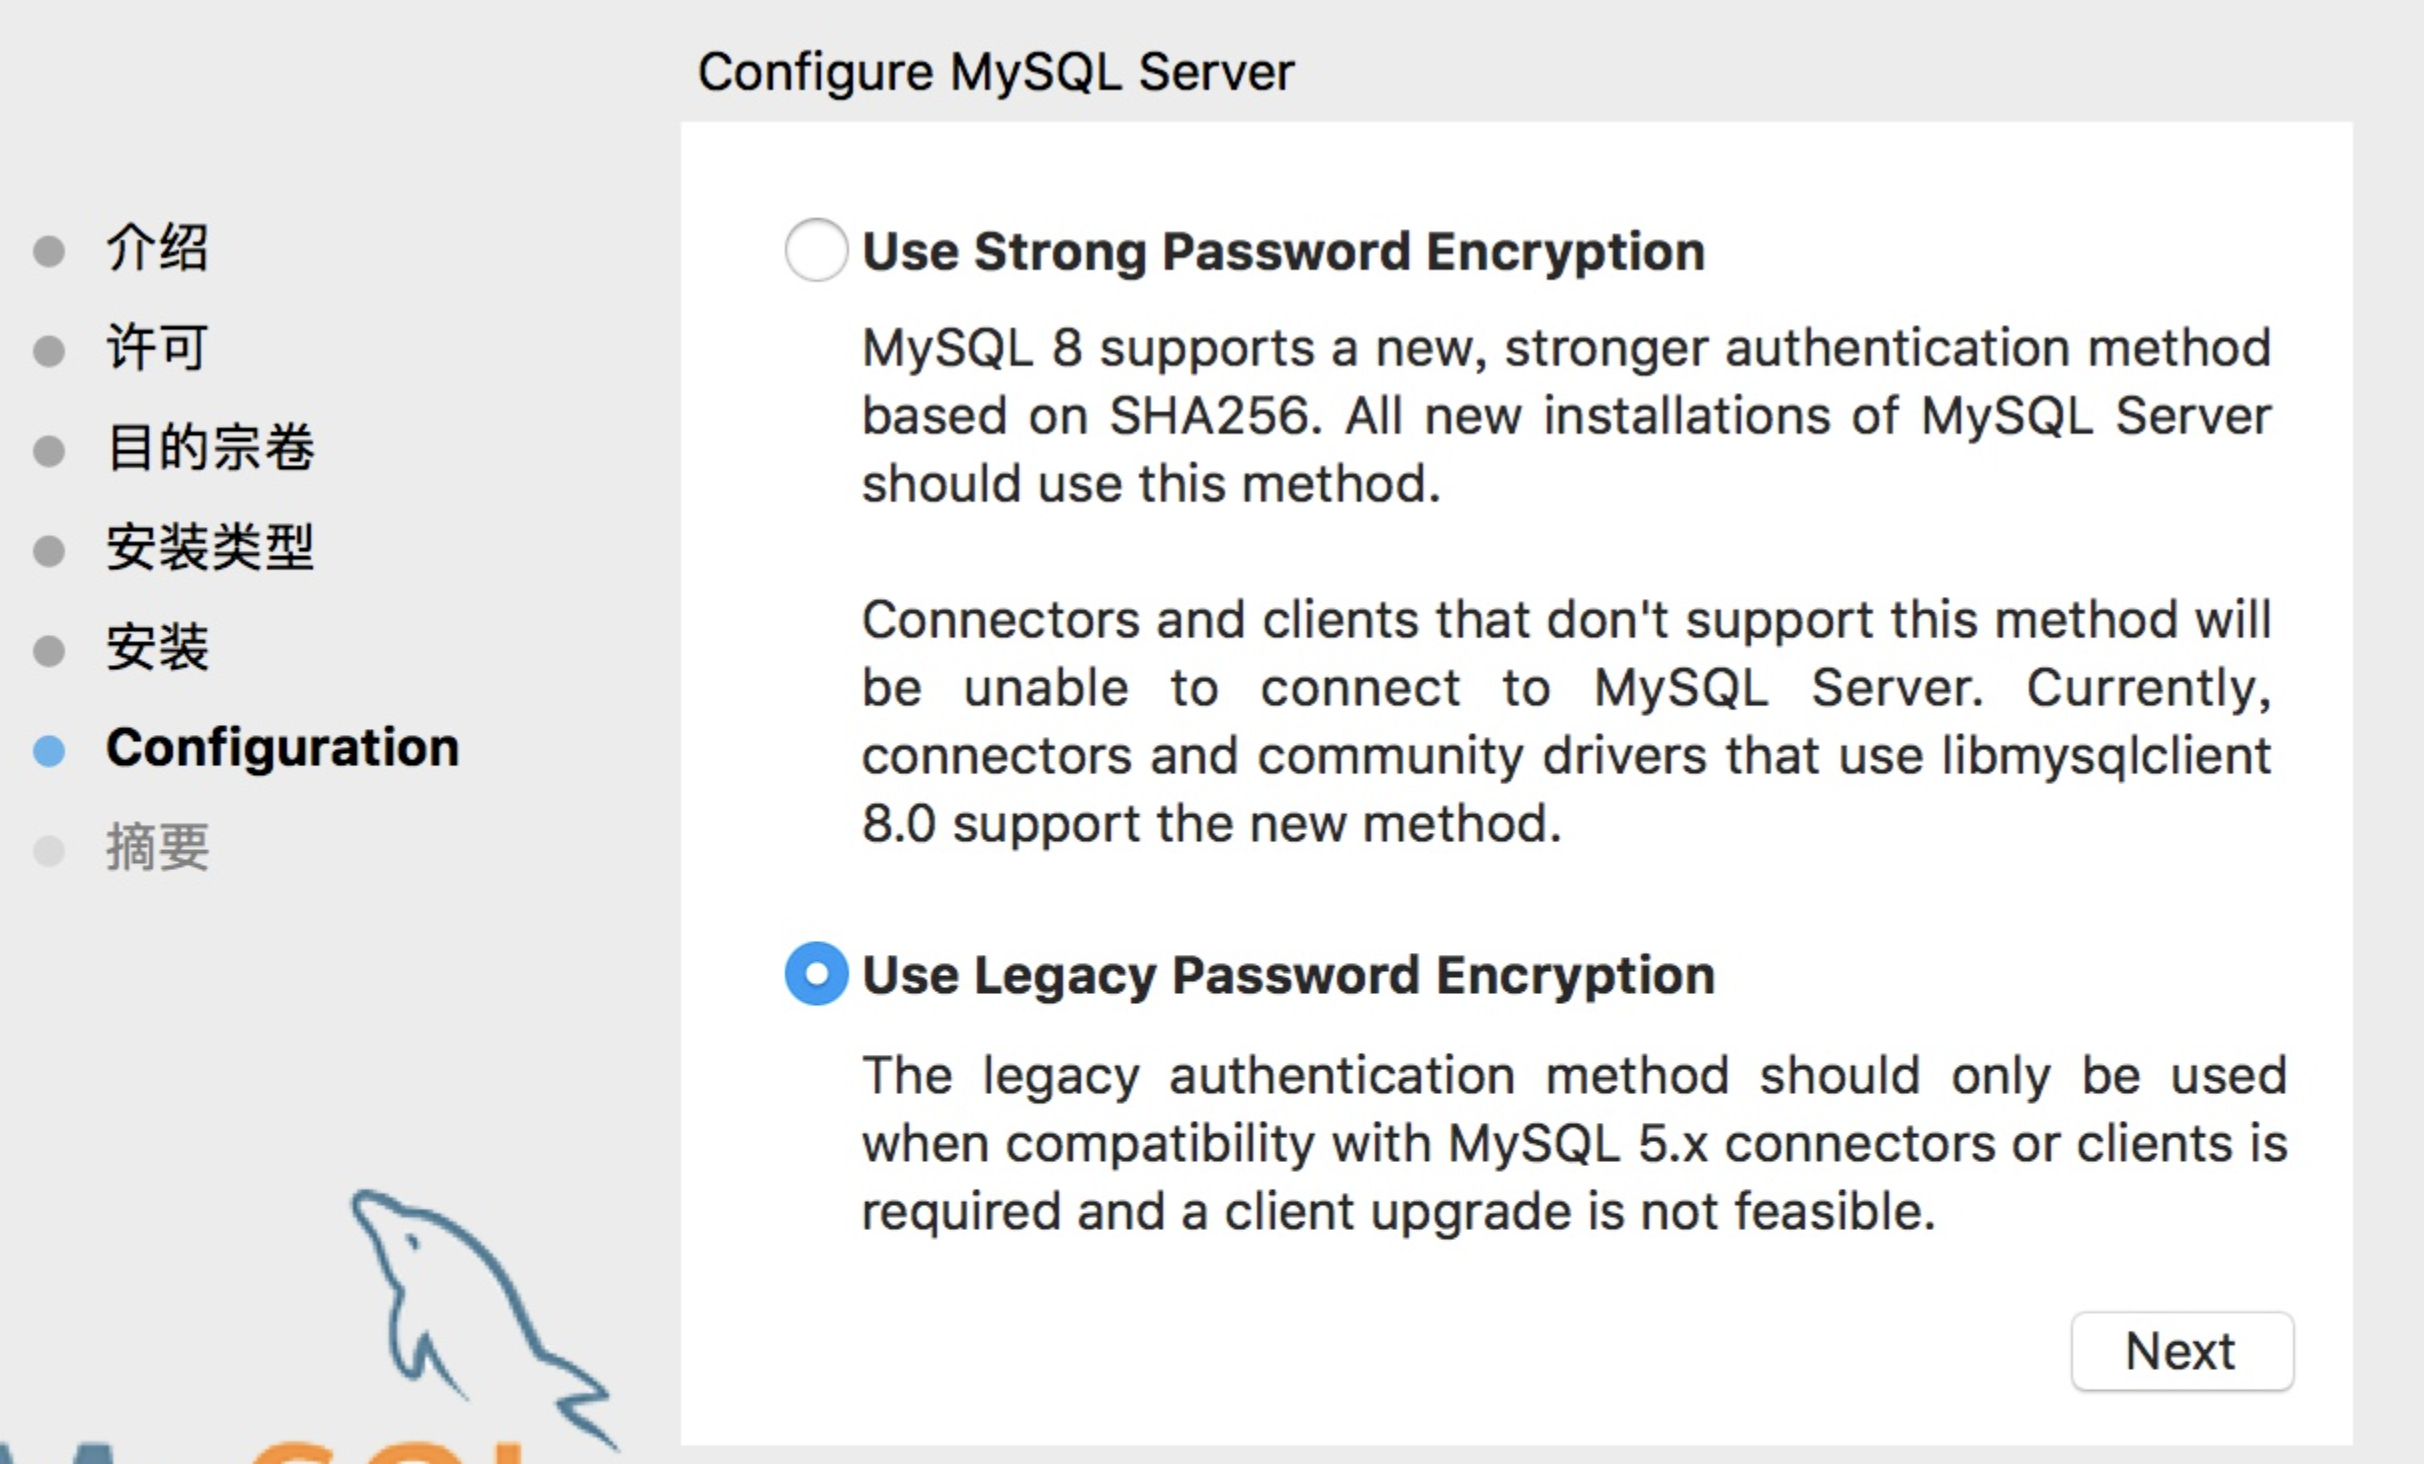 Configure MySQL Server
介绍
许可
目的宗卷
安装类型
安装
Configuration
摘要
Use Strong Password Encryption
MySQL 8 supports a new, stronger authentication method
based on SHA256. All new installations of MySQL Server
should use this method.
Connectors and clients that don't support this method will
be unable to connect to MySQL Server. Currently,
connectors and community drivers that use libmysqlclient
8.0 support the new method.
Use Legacy Password Encryption
The legacy authentication method should only be used
when compatibility with MySQL 5.x connectors or clients is
required and a client upgrade is not feasible.
Next